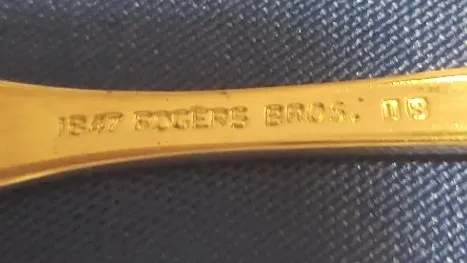 1847 ROGERS BROS. IS